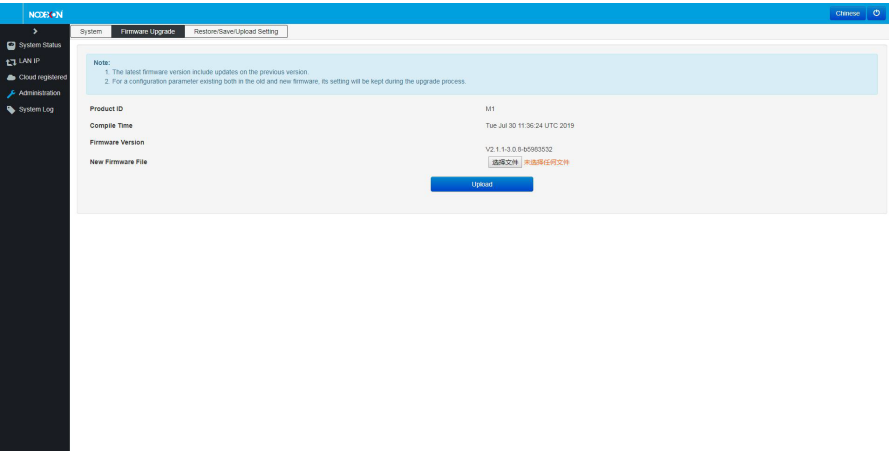 NODEON
Chinese
System
Firmware Upgrade
Restore/Save/Upload Setting
System Status
LAN IP
Cloud registered
Administration
System Log
Note:
1. The latest firmware version include updates on the previous version.
2. For a configuration parameter existing both in the old and new firmware, its setting will be kept during the upgrade process.
Product ID
M1
Compile Time
Tue Jul 30 11:36:24 UTC 2019
Firmware Version
V2.1.1-3.0.6-b5983532
New Firmware File
选择文件 未选择任何文件
Upload